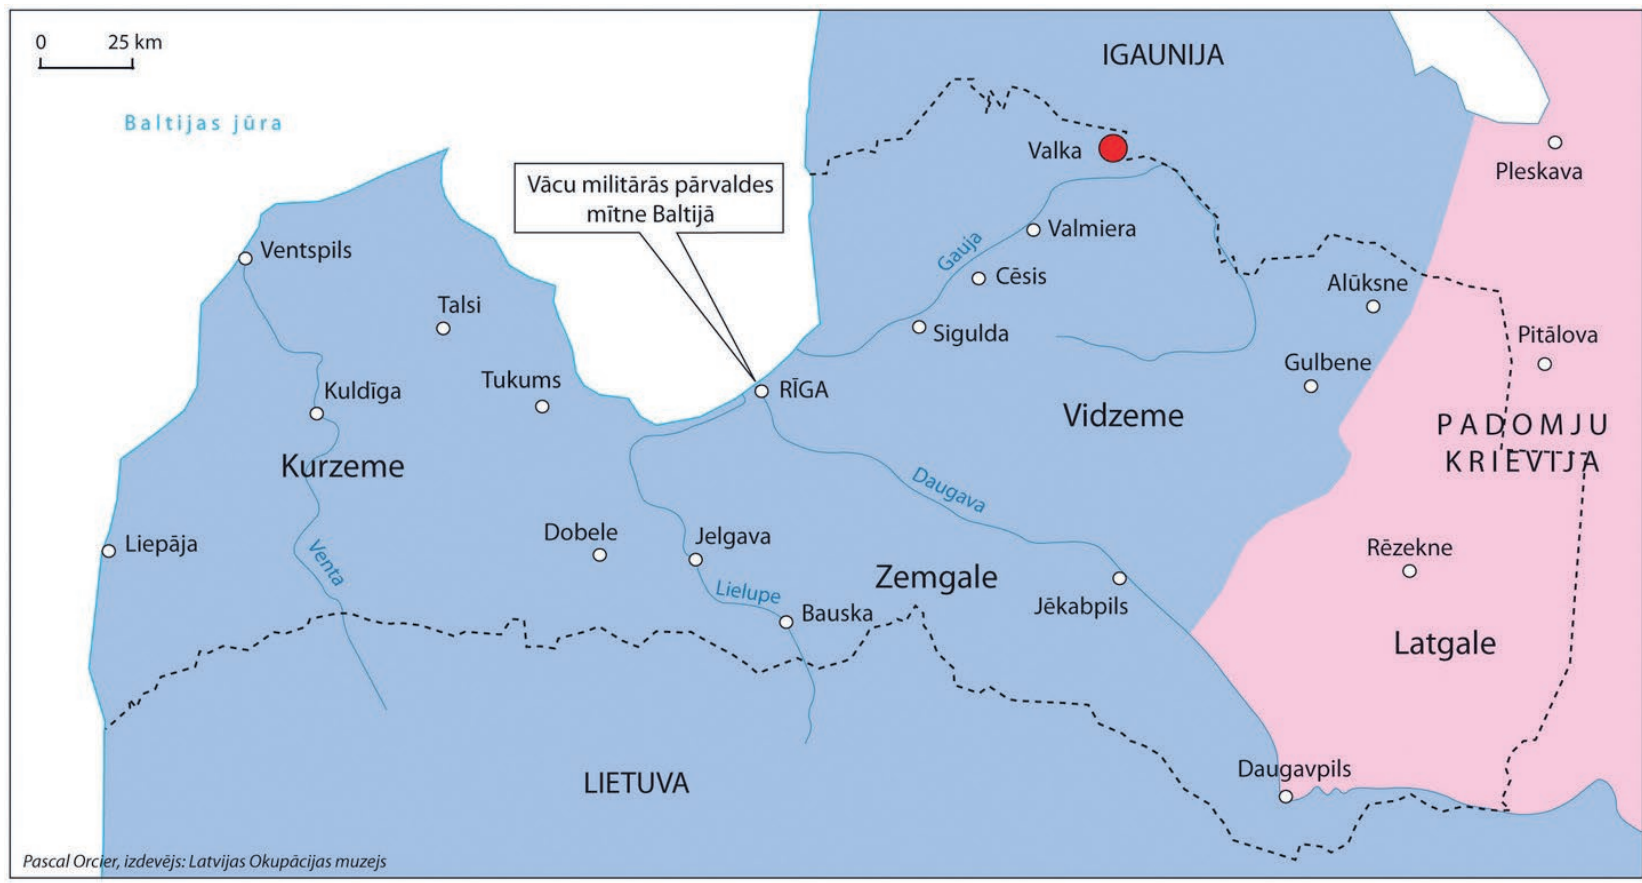 0 25 km
IGAUNIJA
Baltijas jūra
Valka
Pleskava
Vācu militārās pārvaldes
mītne Baltijā
Valmiera
Gauja
Ventspils
Cēsis
Alūksne
Talsi
Sigulda
Pitālova
Gulbene
Tukums
Kuldīga
RĪGA
Vidzeme
PADOMJU
KRIEVIJA
Kurzeme
Daugava
Dobele
Jelgava
Liepāja
Rēzekne
Venta
Zemgale
Lielupe
Jēkabpils
Bauska
Latgale
LIETUVA
Daugavpils
Pascal Orcier, izdevējs: Latvijas Okupācijas muzejs